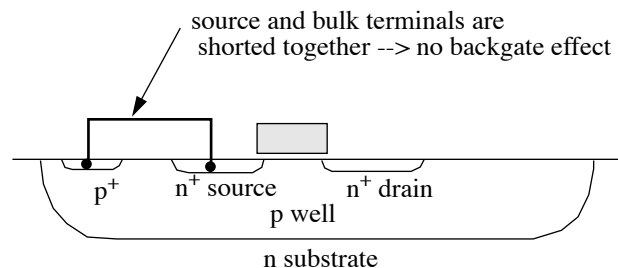 source and bulk terminals are
shorted together --> no backgate effect
p+
n+ source
n+ drain
p well
n substrate